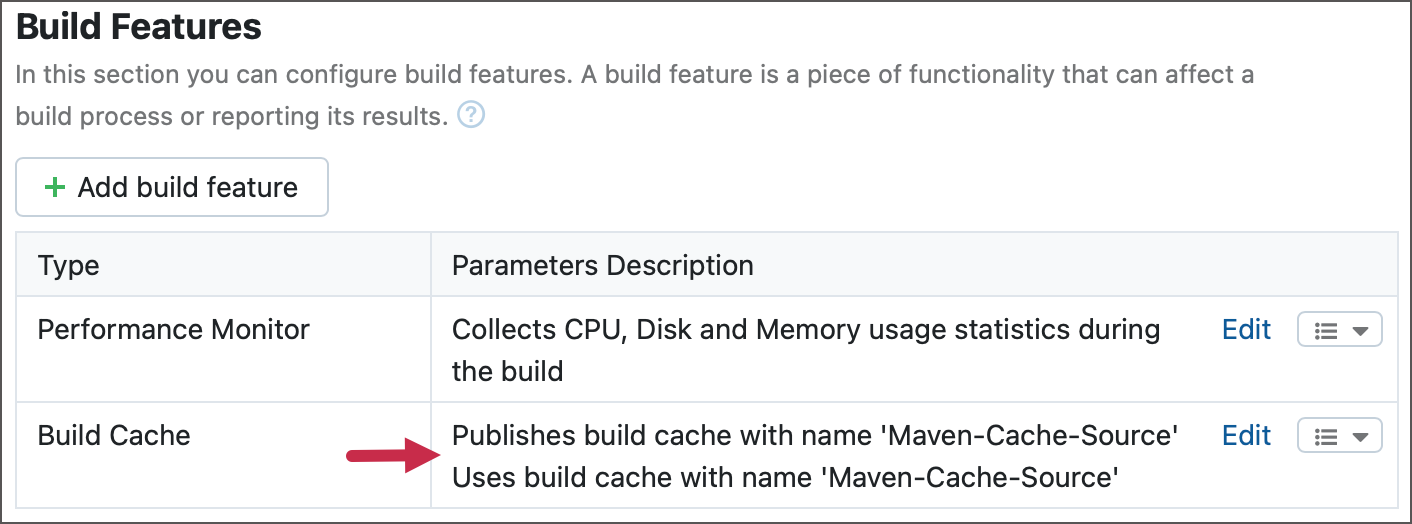 Build Features
In this section you can configure build features. A build feature is a piece of functionality that can affect a
build process or reporting its results. ?
+ Add build feature
Type Parameters Description
Performance Monitor Collects CPU, Disk and Memory usage statistics during Edit
the build
Build Cache Publishes build cache with name 'Maven-Cache-Source' Edit
Uses build cache with name 'Maven-Cache-Source'